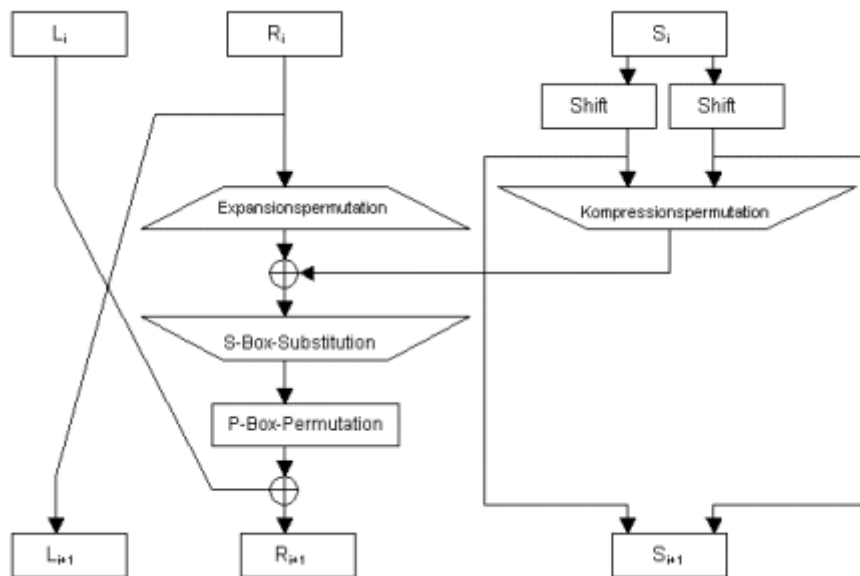 Lᵢ
Rᵢ
Sᵢ
Shift
Shift
Expansionspermutation
Kompressionspermutation
S-Box-Substitution
P-Box-Permutation
Lᵢ₊₁
Rᵢ₊₁
Sᵢ₊₁